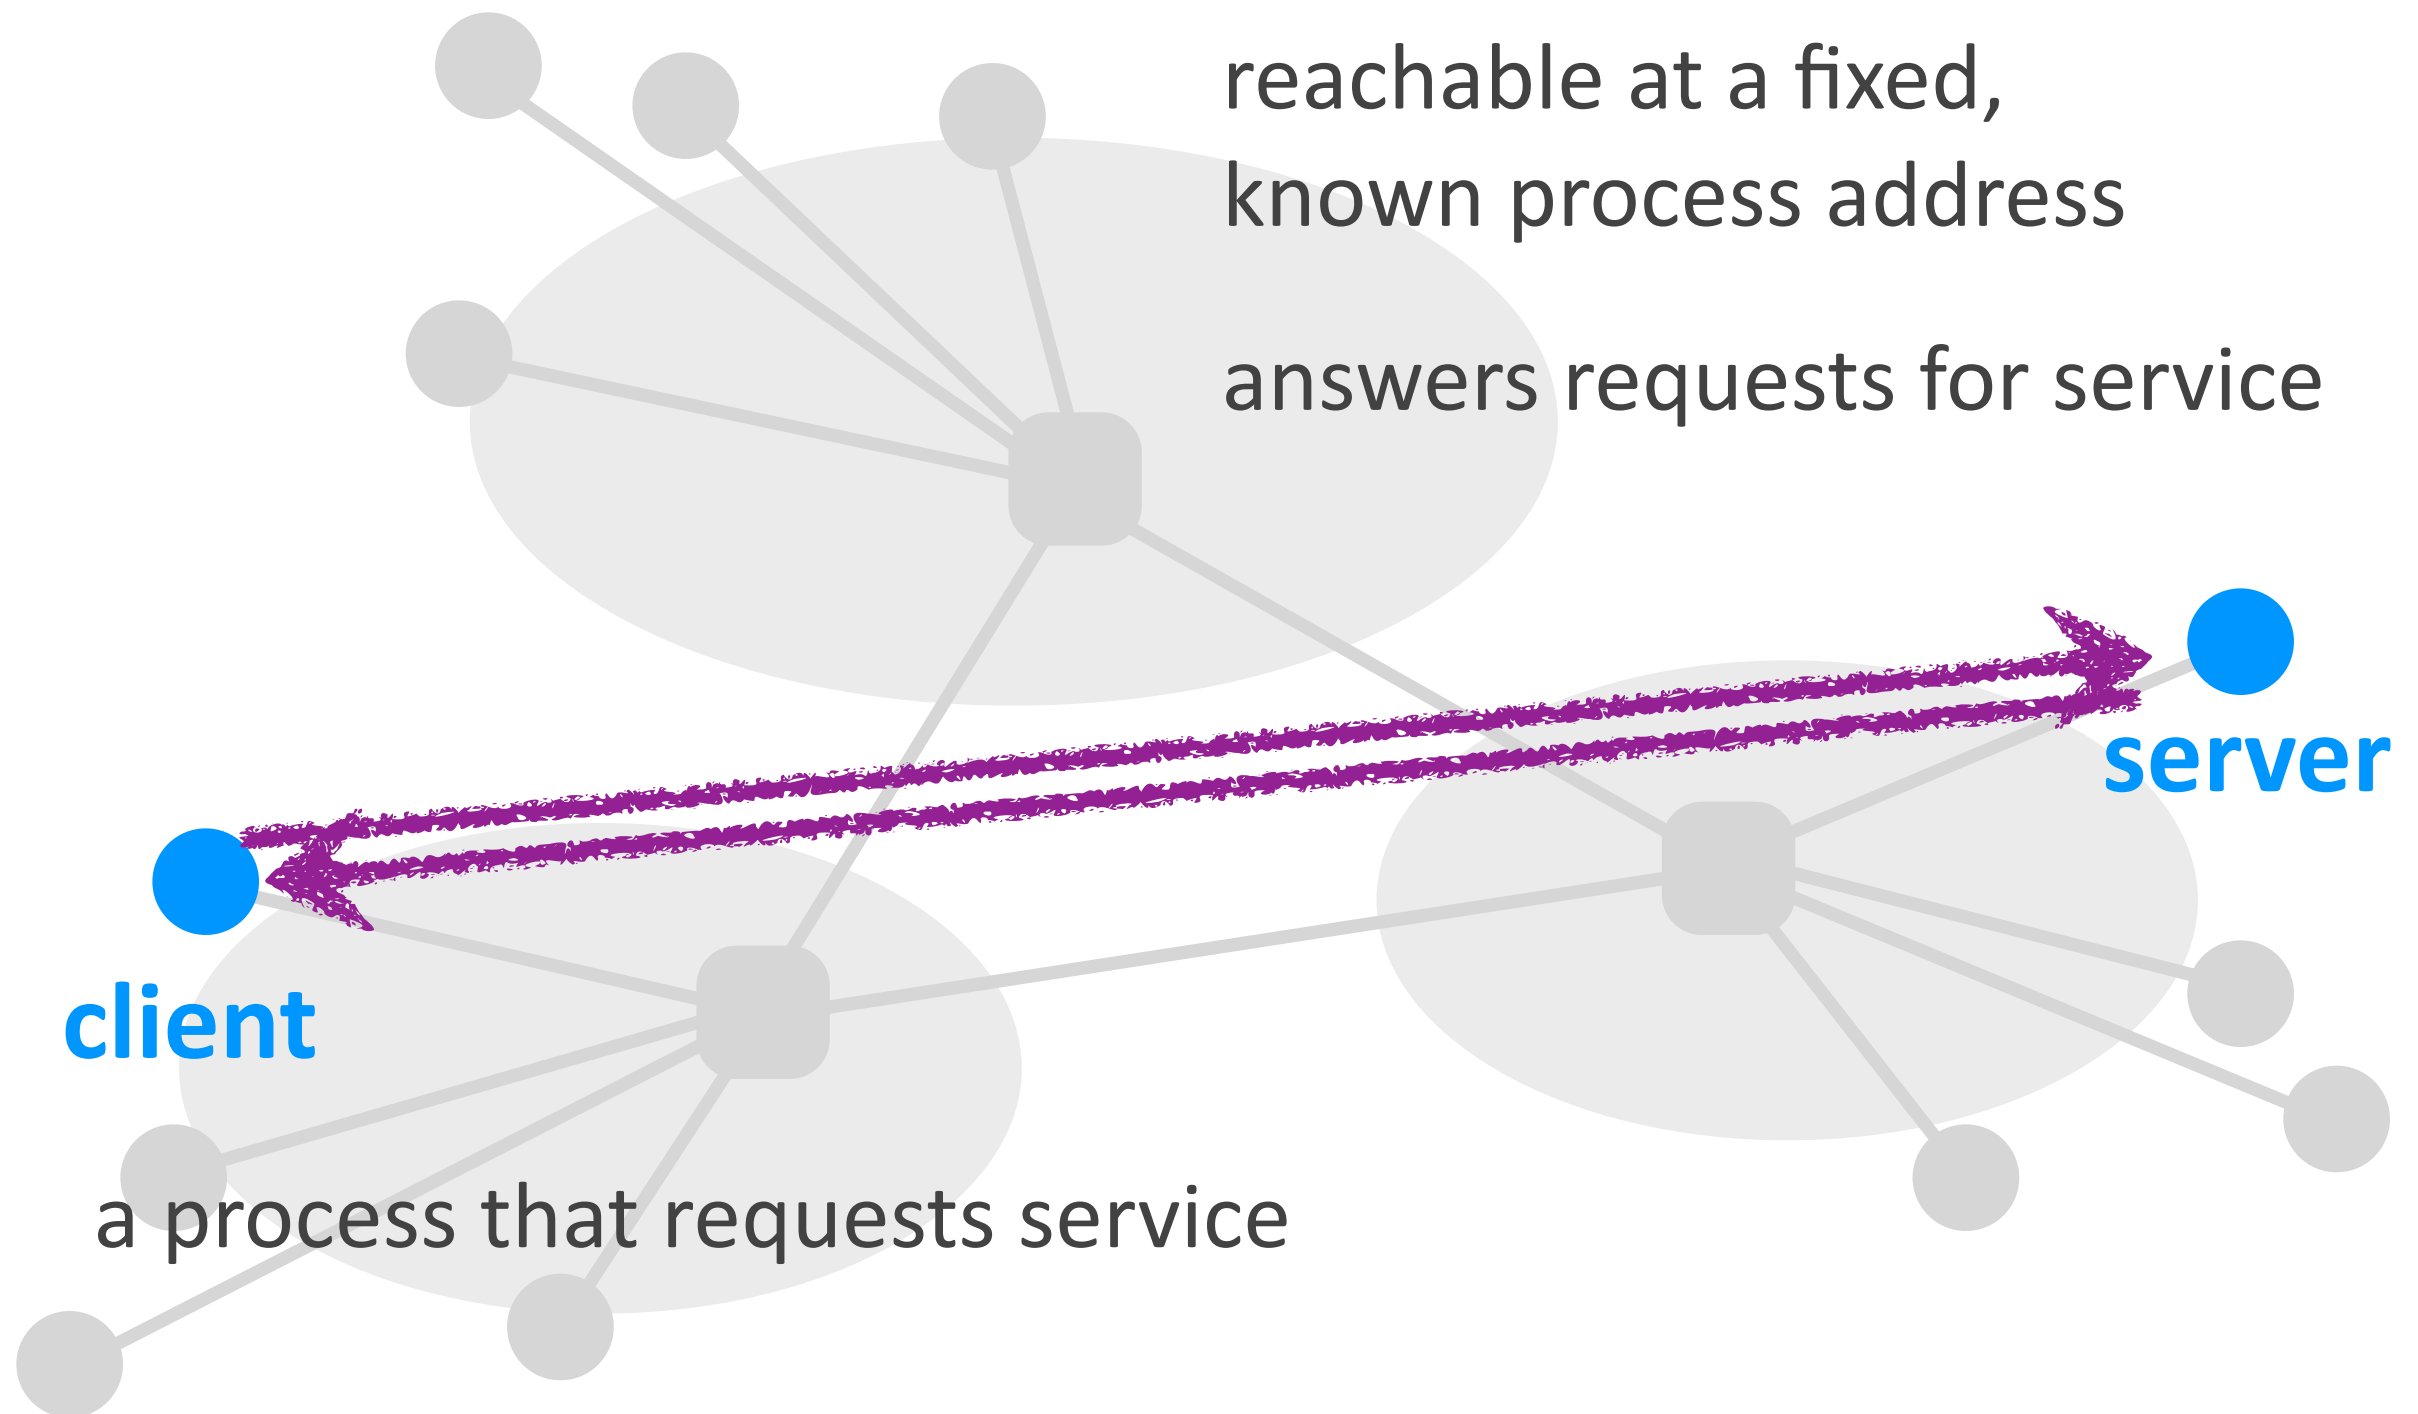 reachable at a fixed,
known process address
answers requests for service
server
client
a process that requests service